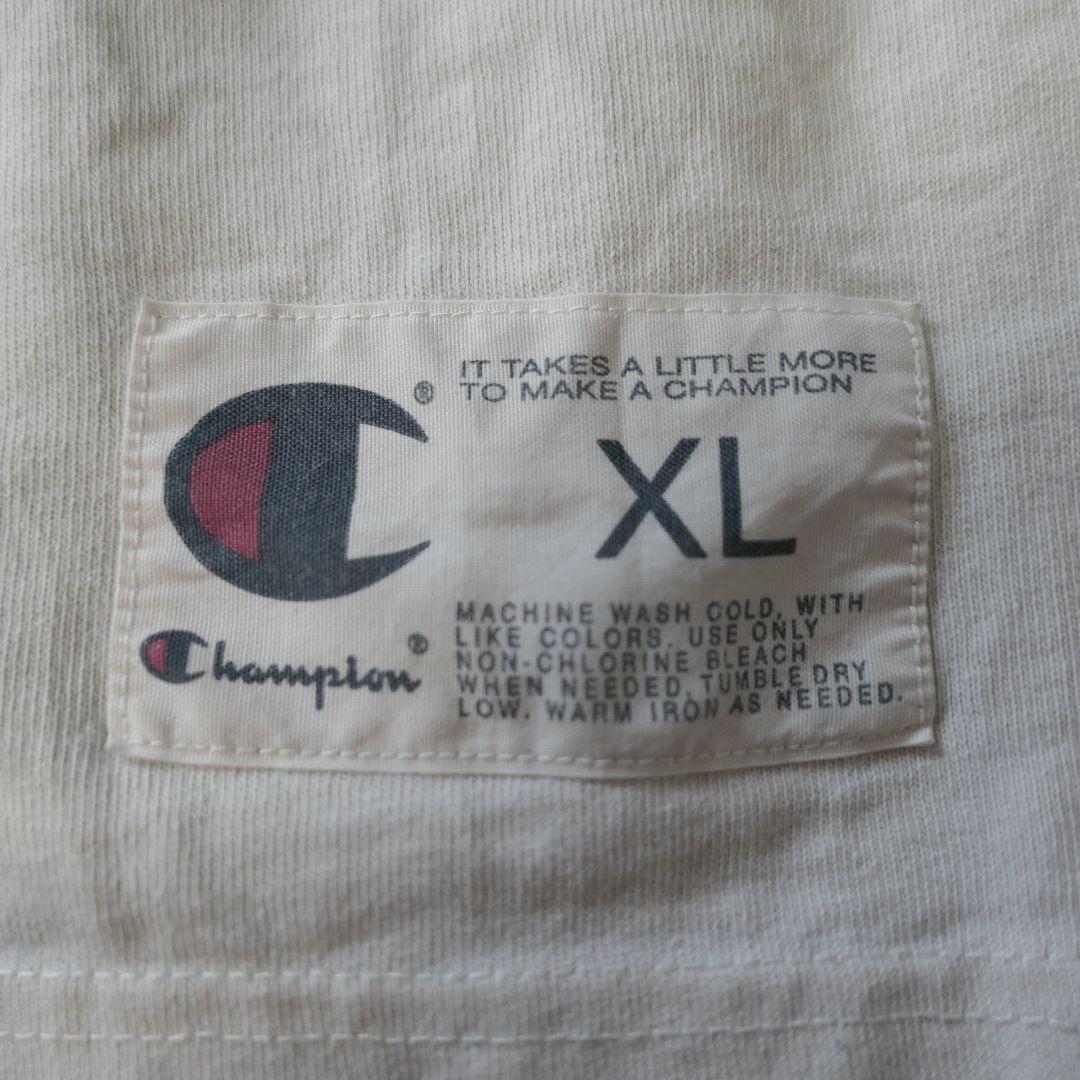 IT TAKES A LITTLE MORE
TO MAKE A CHAMPION
®
XL
MACHINE WASH COLD, WITH
LIKE COLORS. USE ONLY
NON-CHLORINE BLEACH
WHEN NEEDED, TUMBLE DRY
LOW. WARM IRON AS NEEDED.
Champion®